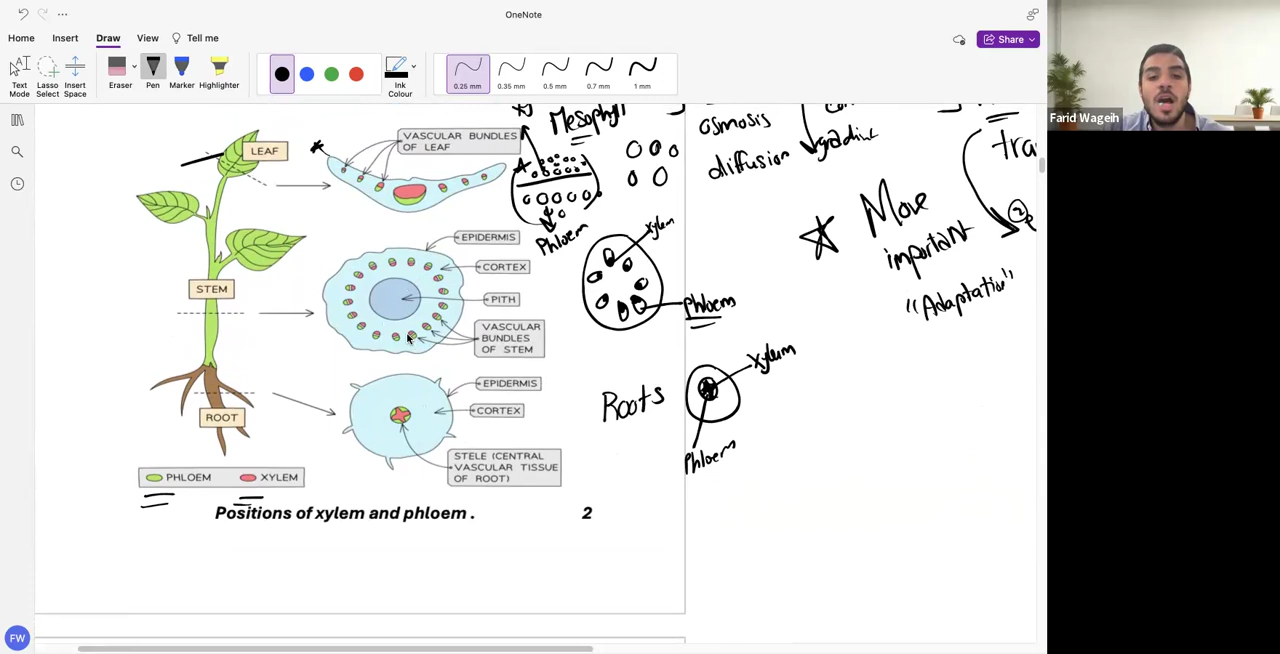 OneNote
Home Insert Draw View Tell me
Share
Text
Mode
Lasso
Select
Insert
Space
Eraser
Pen
Marker
Highlighter
Ink
Colour
0.25 mm
0.35 mm
0.5 mm
0.7 mm
1 mm
Farid Wageih
LEAF
VASCULAR BUNDLES
OF LEAF
Mesophyll
osmosis
diffusion
gradinc
tra
Phloem
EPIDERMIS
CORTEX
PITH
STEM
VASCULAR
BUNDLES
OF STEM
xylem
Phloem
More
important
"Adaptation"
EPIDERMIS
CORTEX
ROOT
STELE (CENTRAL
VASCULAR TISSUE
OF ROOT)
Roots
xylem
Phloem
PHLOEM
XYLEM
Positions of xylem and phloem .
2
FW